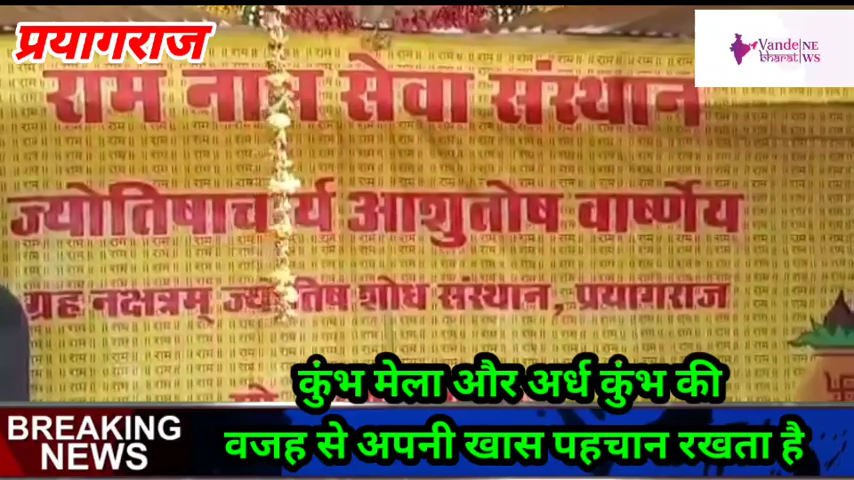 प्रयागराज
Vande NE
bharat WS
राम नाम सेवा संस्थान
ज्योतिषाचार्य आशुतोष वार्ष्णेय
ग्रह नक्षत्रम् ज्योतिष शोध संस्थान, प्रयागराज
कुंभ मेला और अर्ध कुंभ की
BREAKING
NEWS
वजह से अपनी खास पहचान रखता है